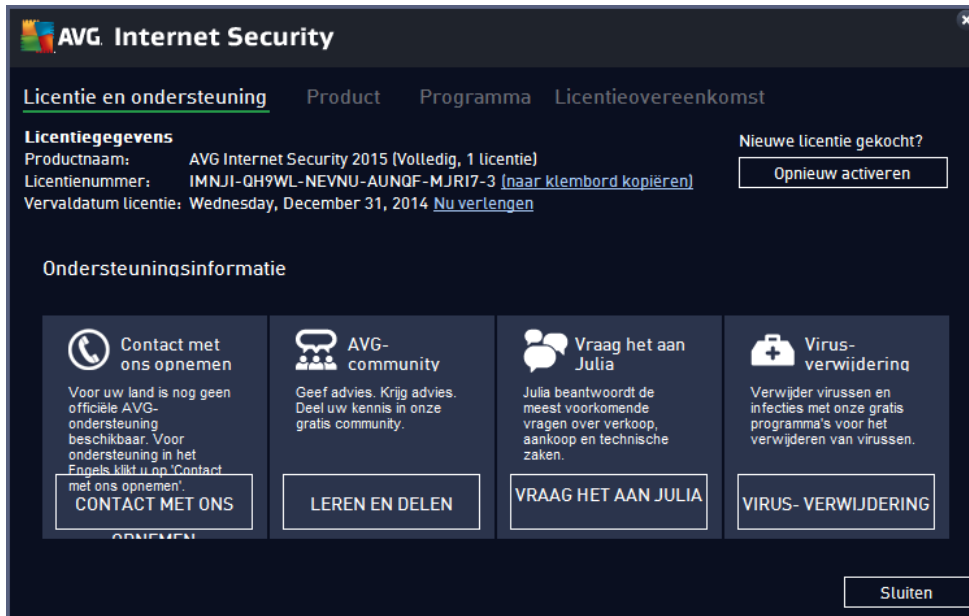 AVG. Internet Security
Licentie en ondersteuning Product Programma Licentieovereenkomst
Licentiegegevens
Productnaam: AVG Internet Security 2015 (Volledig, 1 licentie)
Licentienummer: IMNJI-QH9WL-NEVNU-AUNQF-MJRI7-3 (naar klembord kopiëren)
Vervaldatum licentie: Wednesday, December 31, 2014 Nu verlengen
Nieuwe licentie gekocht?
Opnieuw activeren
Ondersteuningsinformatie
Contact met
ons opnemen
Voor uw land is nog geen
officiële AVG-
ondersteuning
beschikbaar. Voor
ondersteuning in het
Engels klikt u op 'Contact
met ons opnemen'.
CONTACT MET ONS
OPNEMEN
AVG-
community
Geef advies. Krijg advies.
Deel uw kennis in onze
gratis community.
LEREN EN DELEN
Vraag het aan
Julia
Julia beantwoordt de
meest voorkomende
vragen over verkoop,
aankoop en technische
zaken.
VRAAG HET AAN JULIA
Virus-
verwijdering
Verwijder virussen en
infecties met onze gratis
programma's voor het
verwijderen van virussen.
VIRUS- VERWIJDERING
Sluiten